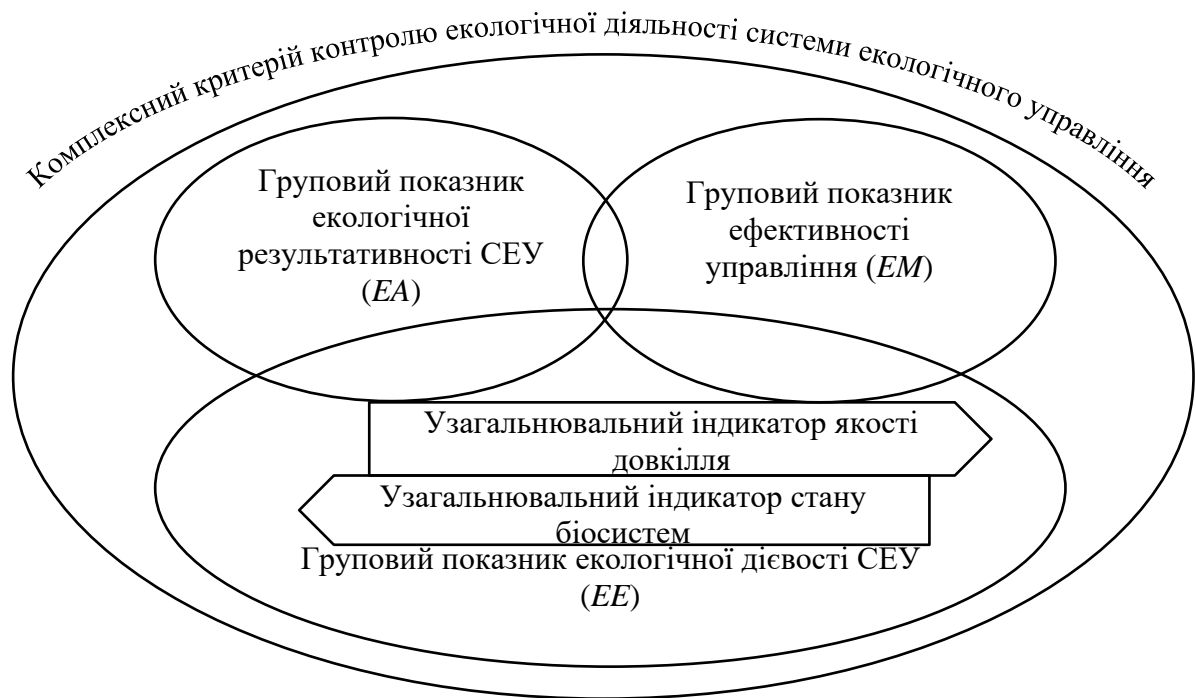 Комплексний критерій контролю екологічної діяльності системи екологічного управління
Груповий показник
екологічної
результативності СЕУ
(EA)
Груповий показник
ефективності
управління (EM)
Узагальнювальний індикатор якості
довкілля
Узагальнювальний індикатор стану
біосистем
Груповий показник екологічної дієвості СЕУ
(EE)